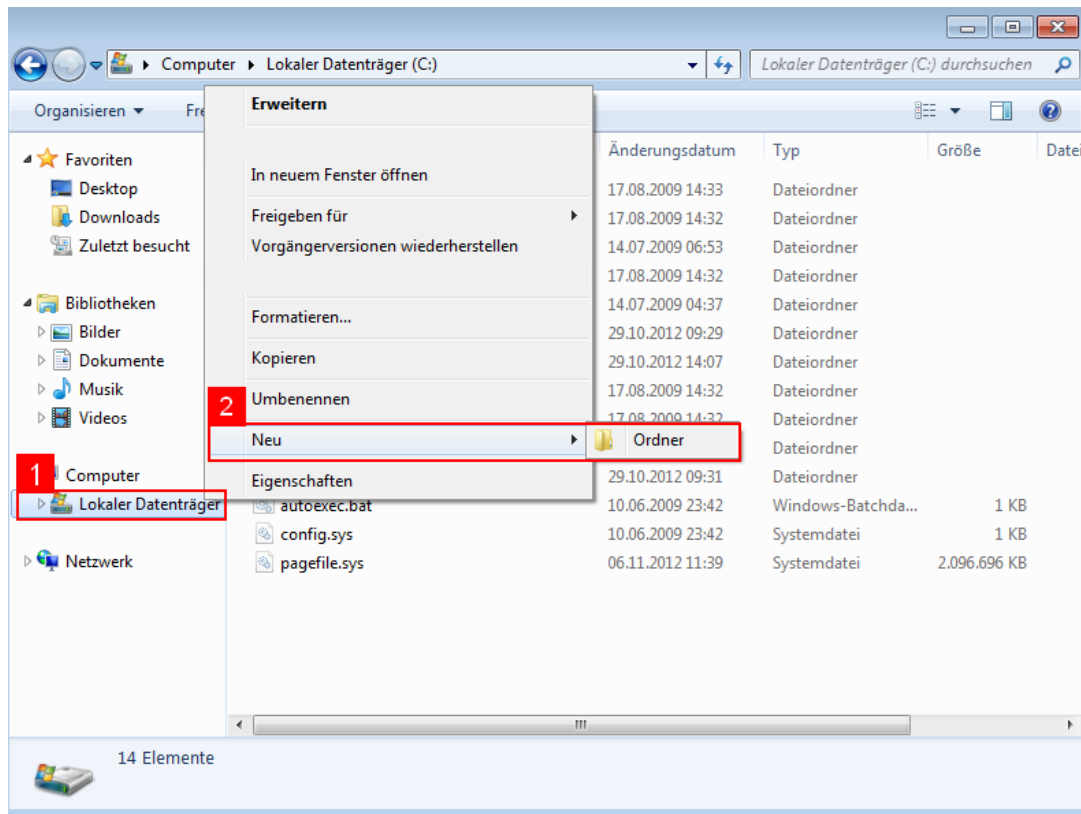 Computer ▸ Lokaler Datenträger (C:)
Lokaler Datenträger (C:) durchsuchen
Organisieren
Fre
Änderungsdatum Typ Größe Datei
Favoriten
Desktop
Downloads
Zuletzt besucht
Bibliotheken
Bilder
Dokumente
Musik
Videos
1
Computer
Lokaler Datenträger
Netzwerk
Erweitern
In neuem Fenster öffnen
Freigeben für
Vorgängerversionen wiederherstellen
Formatieren...
Kopieren
Umbenennen
2
Neu
Ordner
Eigenschaften
17.08.2009 14:33 Dateiordner
17.08.2009 14:32 Dateiordner
14.07.2009 06:53 Dateiordner
17.08.2009 14:32 Dateiordner
14.07.2009 04:37 Dateiordner
29.10.2012 09:29 Dateiordner
29.10.2012 14:07 Dateiordner
17.08.2009 14:32 Dateiordner
17.08.2009 14:32 Dateiordner
Dateiordner
29.10.2012 09:31 Dateiordner
autoexec.bat 10.06.2009 23:42 Windows-Batchda... 1 KB
config.sys 10.06.2009 23:42 Systemdatei 1 KB
pagefile.sys 06.11.2012 11:39 Systemdatei 2.096.696 KB
14 Elemente